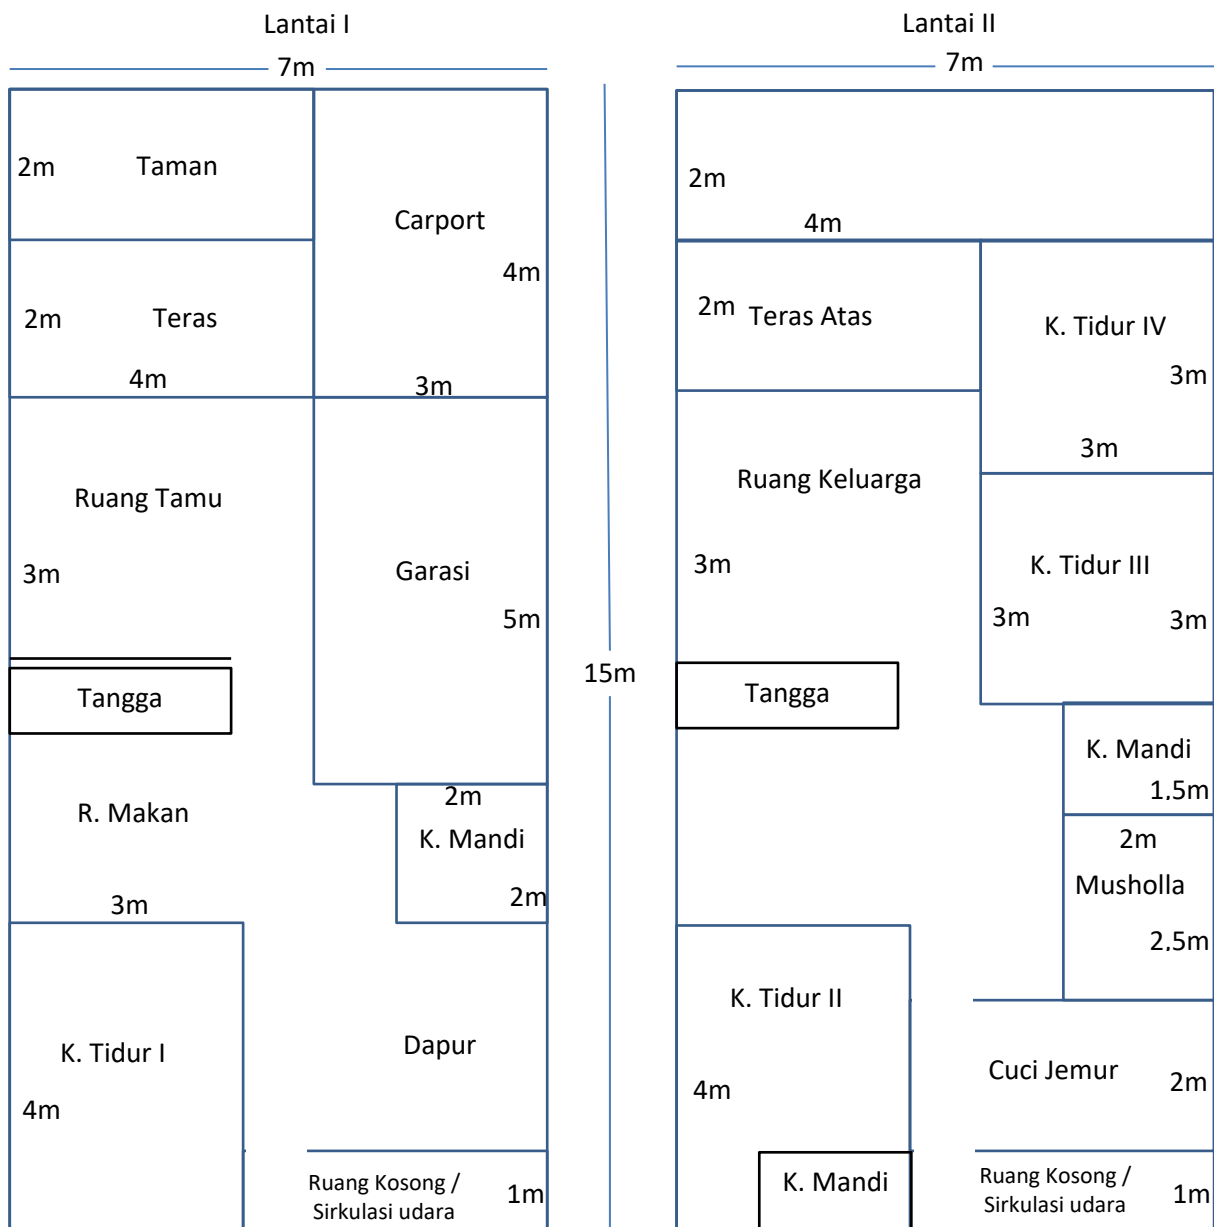 Lantai I
7m
2m
Taman
Carport
4m
2m
Teras
4m
3m
Ruang Tamu
3m
Garasi
5m
Tangga
R. Makan
2m
K. Mandi
2m
3m
K. Tidur I
4m
Dapur
Ruang Kosong /
Sirkulasi udara
1m
15m
Lantai II
7m
2m
4m
2m
Teras Atas
K. Tidur IV
3m
3m
Ruang Keluarga
3m
K. Tidur III
3m
3m
Tangga
K. Mandi
1,5m
2m
Musholla
2,5m
K. Tidur II
4m
Cuci Jemur
2m
K. Mandi
Ruang Kosong /
Sirkulasi udara
1m